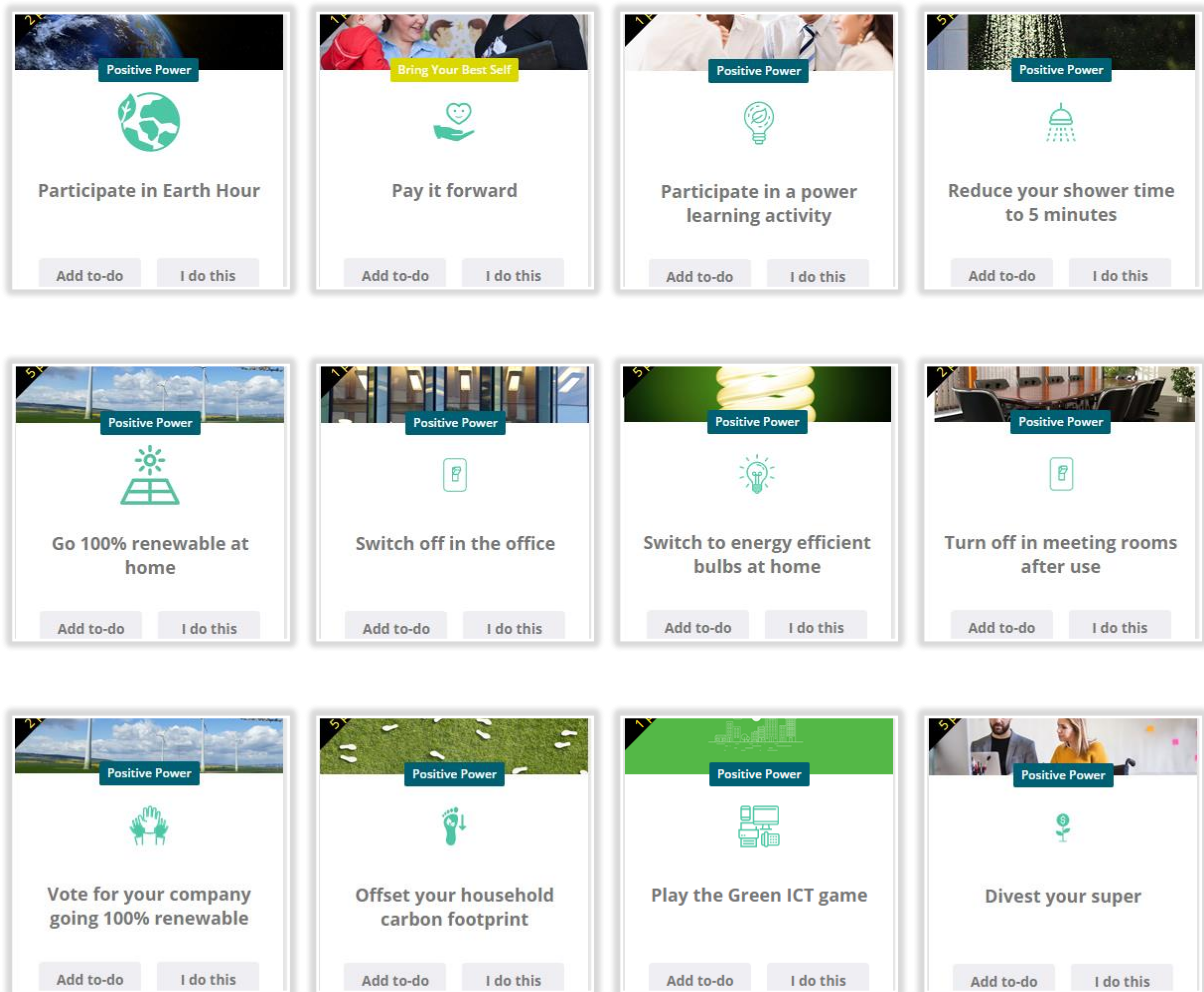 Positive Power
Bring Your Best Self
Positive Power
Positive Power
Participate in Earth Hour
Pay it forward
Participate in a power
learning activity
Reduce your shower time
to 5 minutes
Add to-do I do this
Add to-do I do this
Add to-do I do this
Add to-do I do this
Positive Power
Positive Power
Positive Power
Positive Power
Go 100% renewable at
home
Switch off in the office
Switch to energy efficient
bulbs at home
Turn off in meeting rooms
after use
Add to-do I do this
Add to-do I do this
Add to-do I do this
Add to-do I do this
Positive Power
Positive Power
Positive Power
Positive Power
Vote for your company
going 100% renewable
Offset your household
carbon footprint
Play the Green ICT game
Divest your super
Add to-do I do this
Add to-do I do this
Add to-do I do this
Add to-do I do this